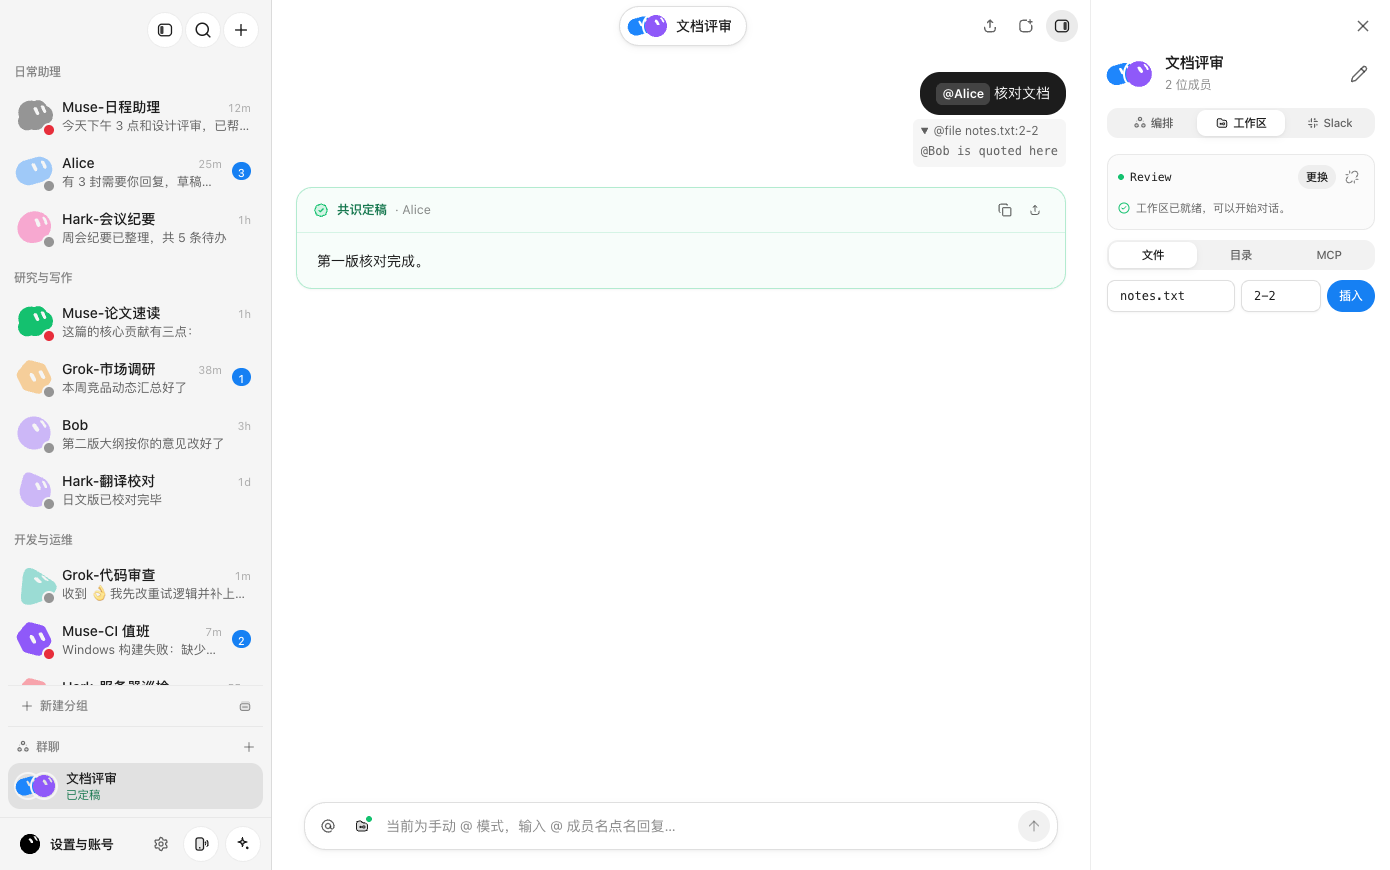 日常助理
Muse-日程助理 12m
今天下午 3 点和设计评审，已帮...
Alice 25m
有 3 封需要你回复，草稿... 3
Hark-会议纪要 1h
周会纪要已整理，共 5 条待办
研究与写作
Muse-论文速读 1h
这篇的核心贡献有三点：
Grok-市场调研 38m
本周竞品动态汇总好了 1
Bob 3h
第二版大纲按你的意见改好了
Hark-翻译校对 1d
日文版已校对完毕
开发与运维
Grok-代码审查 1m
收到 👌 我先改重试逻辑并补上...
Muse-CI 值班 7m
Windows 构建失败：缺少... 2
新建分组
群聊
文档评审
已定稿
设置与账号
文档评审
@Alice 核对文档
@file notes.txt:2-2
@Bob is quoted here
共识定稿 · Alice
第一版核对完成。
当前为手动 @ 模式，输入 @ 成员名点名回复...
文档评审
2 位成员
编排 工作区 Slack
Review 更换
工作区已就绪，可以开始对话。
文件 目录 MCP
notes.txt 2-2 插入